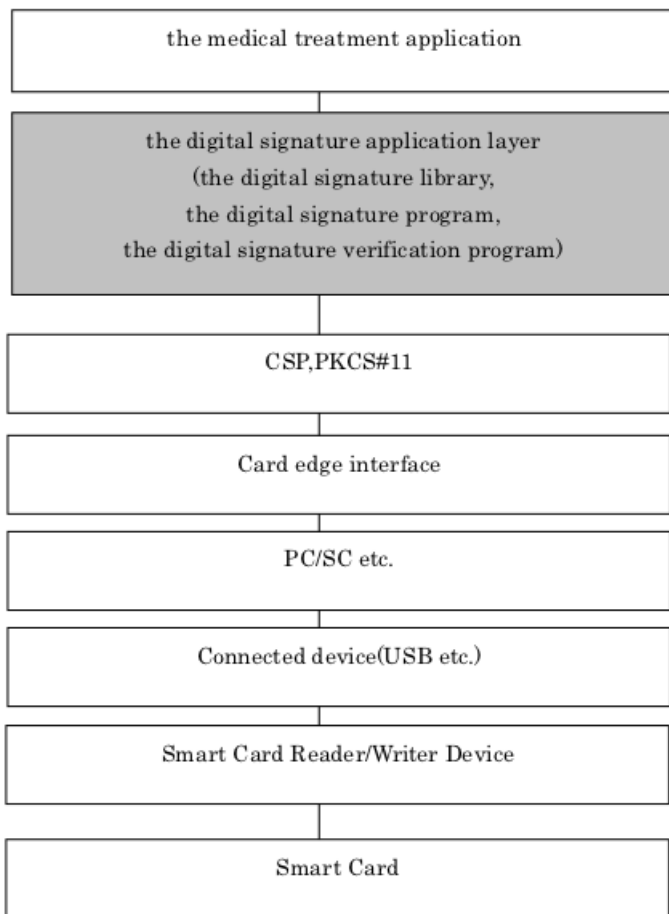 the medical treatment application
the digital signature application layer
(the digital signature library,
the digital signature program,
the digital signature verification program)
CSP,PKCS#11
Card edge interface
PC/SC etc.
Connected device(USB etc.)
Smart Card Reader/Writer Device
Smart Card